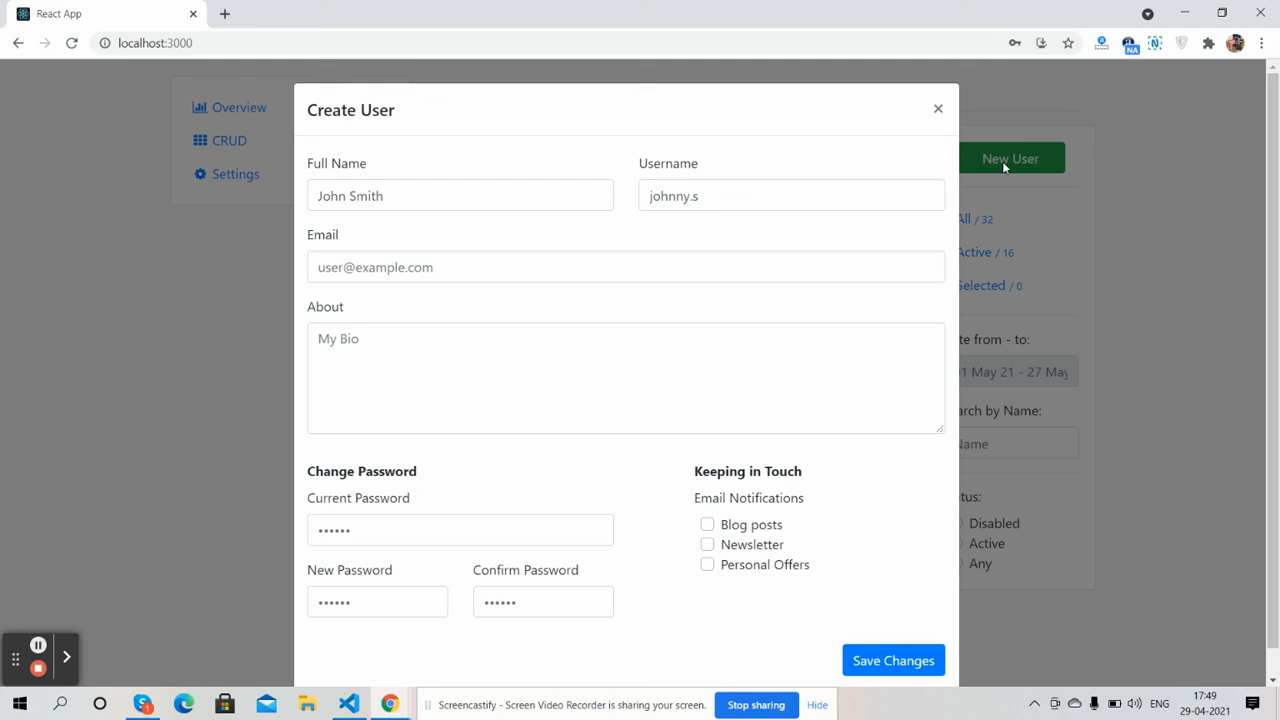 React App
localhost:3000
NA
Overview
CRUD
Settings
Create User
×
Full Name
Username
John Smith
johnny.s
Email
user@example.com
About
My Bio
Change Password
Current Password
••••••
New Password
Confirm Password
••••••
••••••
Keeping in Touch
Email Notifications
Blog posts
Newsletter
Personal Offers
Save Changes
New User
All / 32
Active / 16
Selected / 0
te from - to:
1 May 21 - 27 May
arch by Name:
Name
tus:
Disabled
Active
Any
Screencastify - Screen Video Recorder is sharing your screen.
Stop sharing
Hide
ENG
17:49
29-04-2021